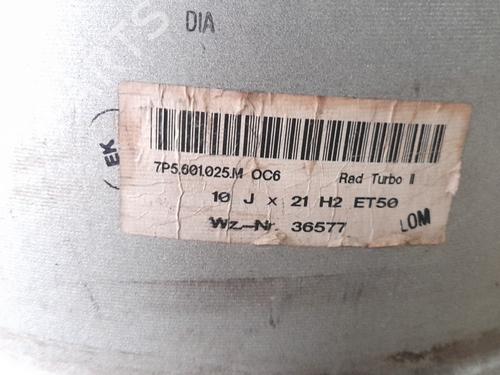 DIA
EK
7P5.601.025.M OC6 Rad Turbo II
10 J x 21 H2 ET50
Wz.-Nr. 36577
LOM